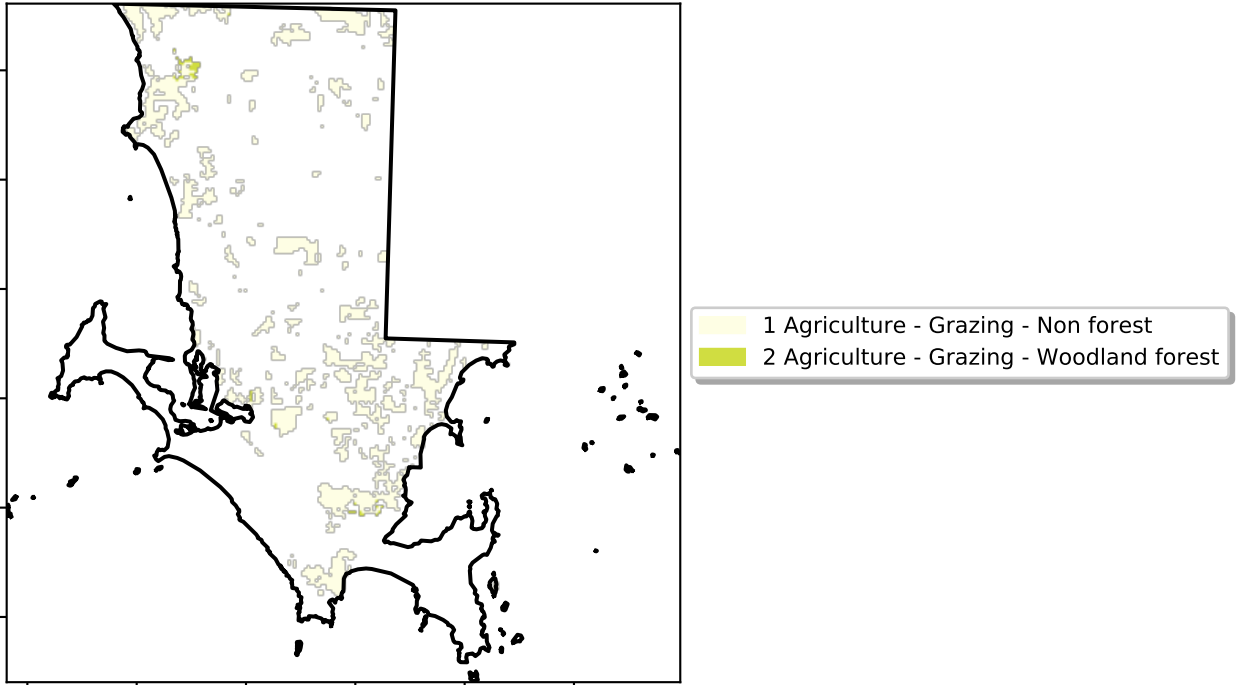 1 Agriculture - Grazing - Non forest
2 Agriculture - Grazing - Woodland forest